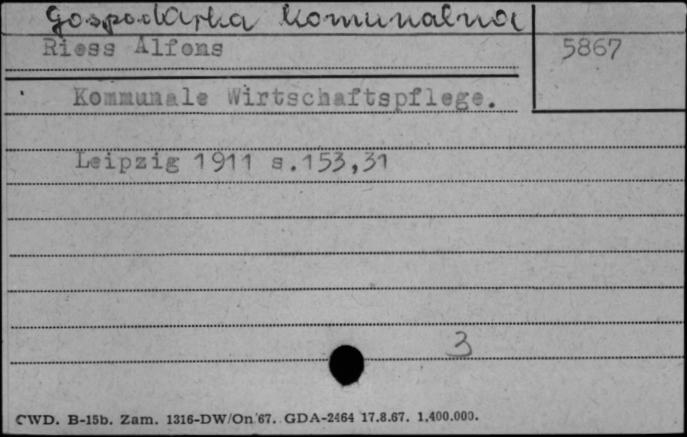 Gospodarka komunalna
Riess Alfons
5867
Kommunale Wirtschaftspflege.
Leipzig 1911 s.153,31
3
CWD. B-15b. Zam. 1316-DW/On 67. GDA-2464 17.8.67. 1.400.000.